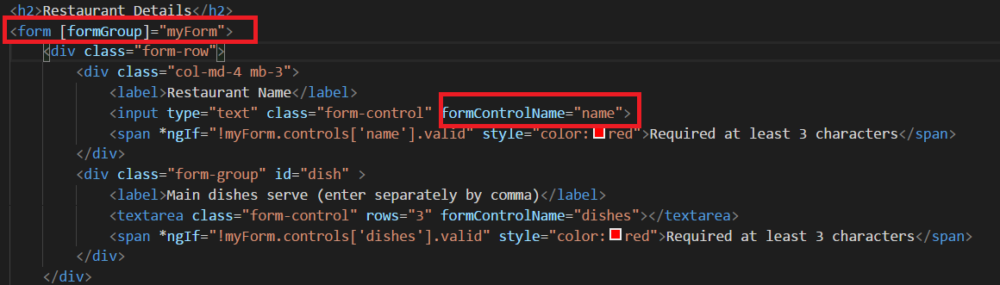 <h2>Restaurant Details</h2>
<form [formGroup]="myForm">
<div class="form-row">
<div class="col-md-4 mb-3">
<label>Restaurant Name</label>
<input type="text" class="form-control" formControlName="name">
<span *ngIf="!myForm.controls['name'].valid" style="color:red">Required at least 3 characters</span>
</div>
<div class="form-group" id="dish" >
<label>Main dishes serve (enter separately by comma)</label>
<textarea class="form-control" rows="3" formControlName="dishes"></textarea>
<span *ngIf="!myForm.controls['dishes'].valid" style="color:red">Required at least 3 characters</span>
</div>
</div>